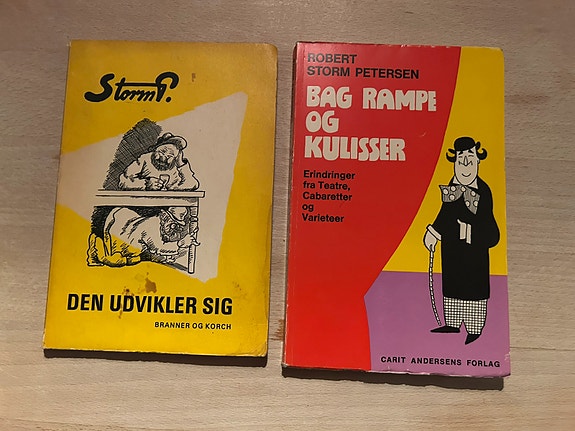 Storm P.
DEN UDVIKLER SIG
BRANNER OG KORCH
ROBERT
STORM PETERSEN
BAG RAMPE
OG
KULISSER
Erindringer
fra Teatre,
Cabaretter
og
Varieteer
CARIT ANDERSENS FORLAG